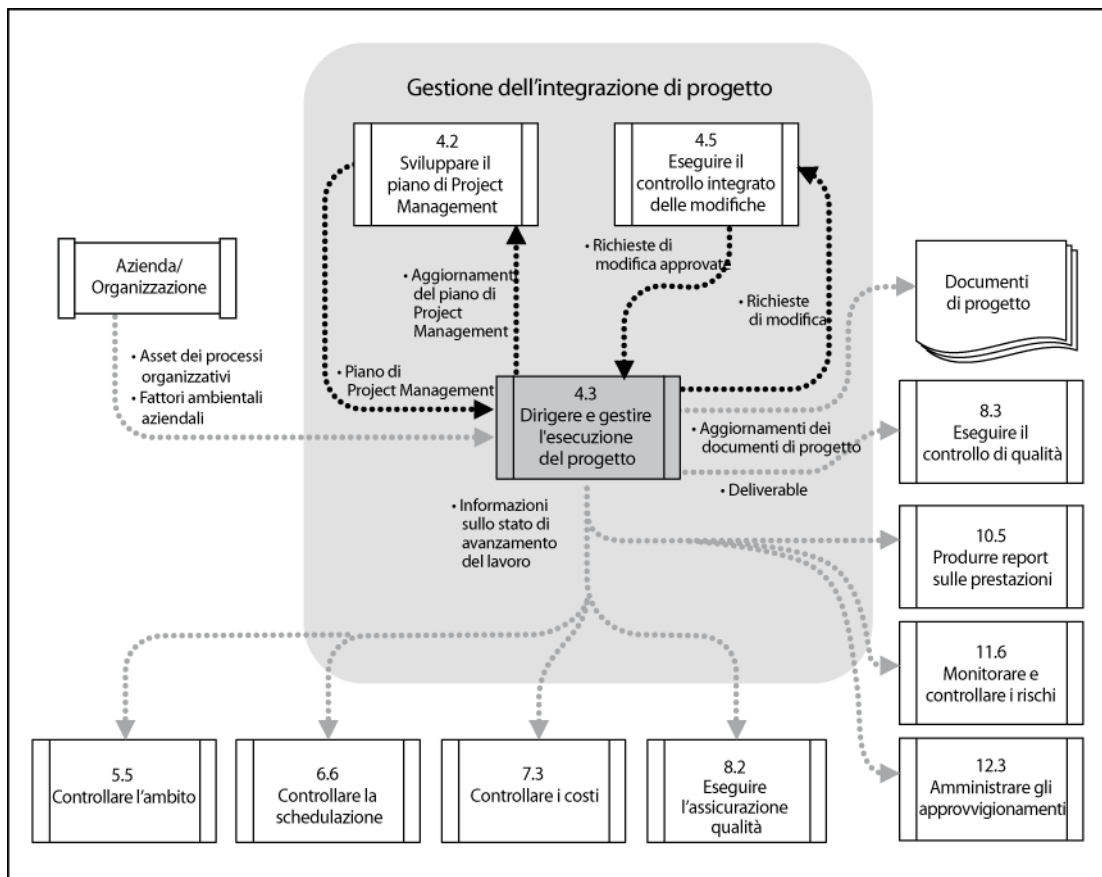 Gestione dell'integrazione di progetto
4.2
Sviluppare il
piano di Project
Management
4.5
Eseguire il
controllo integrato
delle modifiche
Azienda/
Organizzazione
• Richieste di
modifica approvate
Documenti
di progetto
• Aggiornamenti
del piano di
Project
Management
• Richieste
di modifica
• Asset dei processi
organizzativi
• Fattori ambientali
aziendali
• Piano di
Project Management
4.3
Dirigere e gestire
l'esecuzione
del progetto
• Aggiornamenti dei
documenti di progetto
8.3
Eseguire il
controllo di qualità
• Deliverable
• Informazioni
sullo stato di
avanzamento
del lavoro
10.5
Produrre report
sulle prestazioni
11.6
Monitorare e
controllare i rischi
5.5
Controllare l'ambito
6.6
Controllare la
schedulazione
7.3
Controllare i costi
8.2
Eseguire
l'assicurazione
qualità
12.3
Amministrare gli
approvvigionamenti